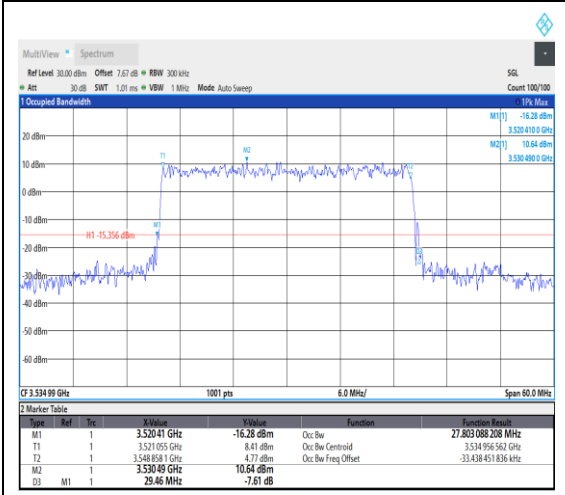 MultiView Spectrum
Ref Level 30.00 dBm Offset 7.67 dB RBW 300 kHz SGL
Att 30 dB SWT 1.01 ms VBW 1 MHz Mode Auto Sweep Count 100/100
1 Occupied Bandwidth 1Pk Max
M1[1] -16.28 dBm
3.520 410 0 GHz
M2[1] 10.64 dBm
3.530 490 0 GHz
20 dBm
T1 M2
10 dBm
0 dBm
-10 dBm
M1
H1 -15.356 dBm
-20 dBm
-30 dBm
-40 dBm
-50 dBm
-60 dBm
CF 3.534 99 GHz 1001 pts 6.0 MHz/ Span 60.0 MHz
2 Marker Table
Type Ref Trc X-Value Y-Value Function Function Result
M1 1 3.520 41 GHz -16.28 dBm Occ Bw 27.803 088 208 MHz
T1 1 3.521 055 GHz 8.41 dBm Occ Bw Centroid 3.534 956 562 GHz
T2 1 3.548 858 1 GHz 4.77 dBm Occ Bw Freq Offset -33.438 451 836 kHz
M2 1 3.530 49 GHz 10.64 dBm
D3 M1 1 29.46 MHz -7.61 dB